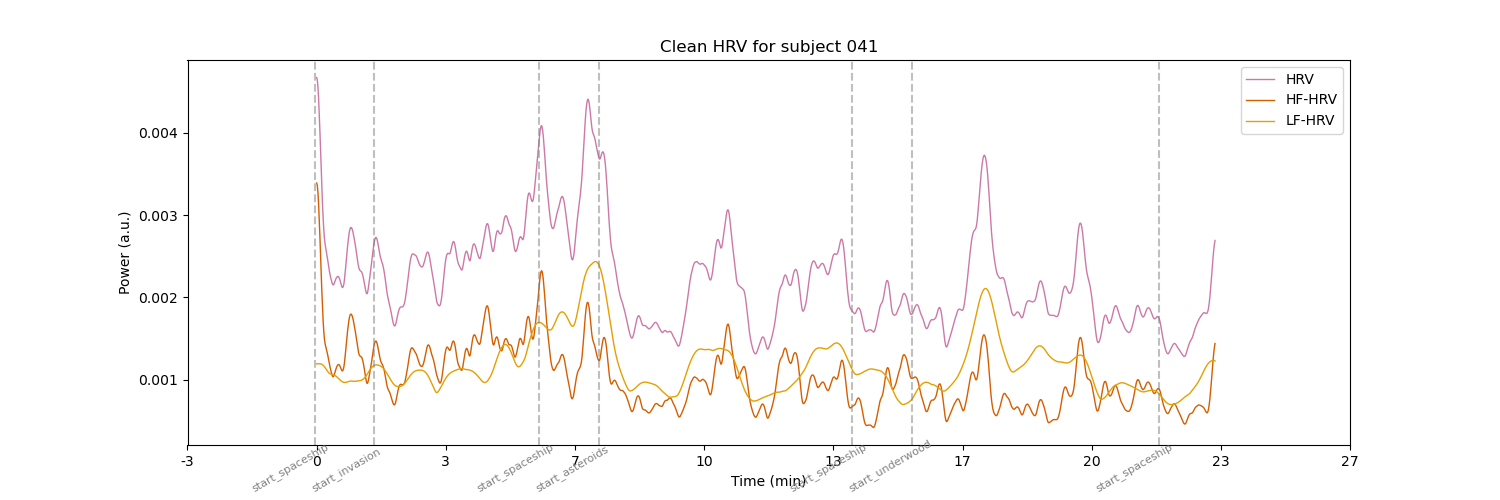 Clean HRV for subject 041
HRV
HF-HRV
LF-HRV
Power (a.u.)
0.004
0.003
0.002
0.001
-3 0 3 7 10 13 17 20 23 27
start_spaceship start_invasion start_spaceship start_asteroids start_spaceship start_underwood start_spaceship
Time (min)